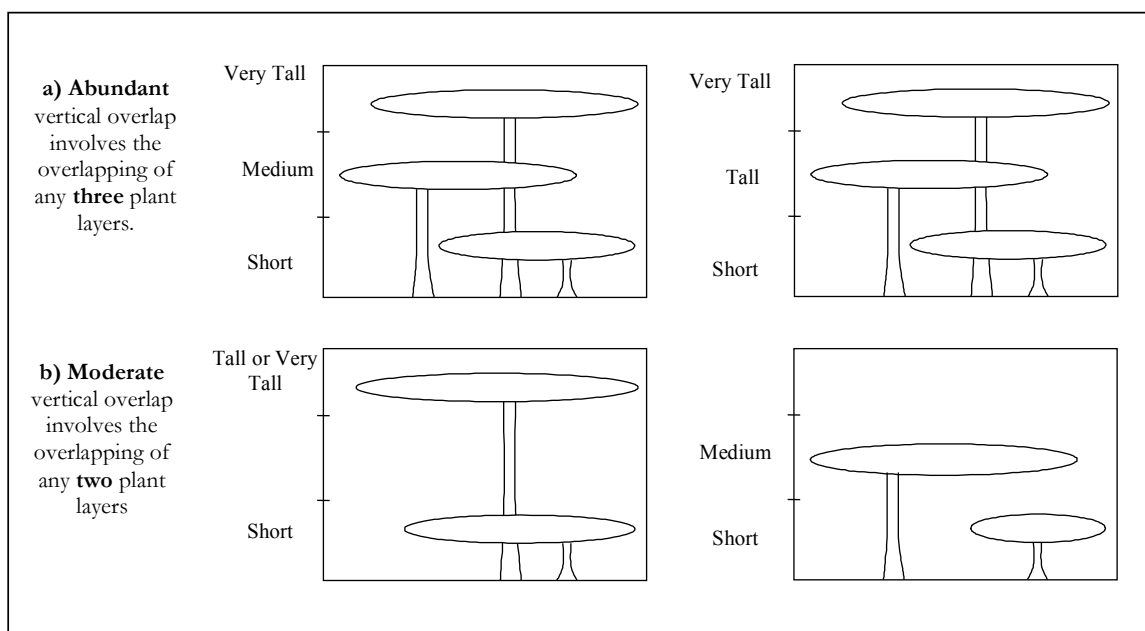 a) Abundant
vertical overlap
involves the
overlapping of
any three plant
layers.
Very Tall
Medium
Short
Very Tall
Tall
Short
b) Moderate
vertical overlap
involves the
overlapping of
any two plant
layers
Tall or Very
Tall
Short
Medium
Short